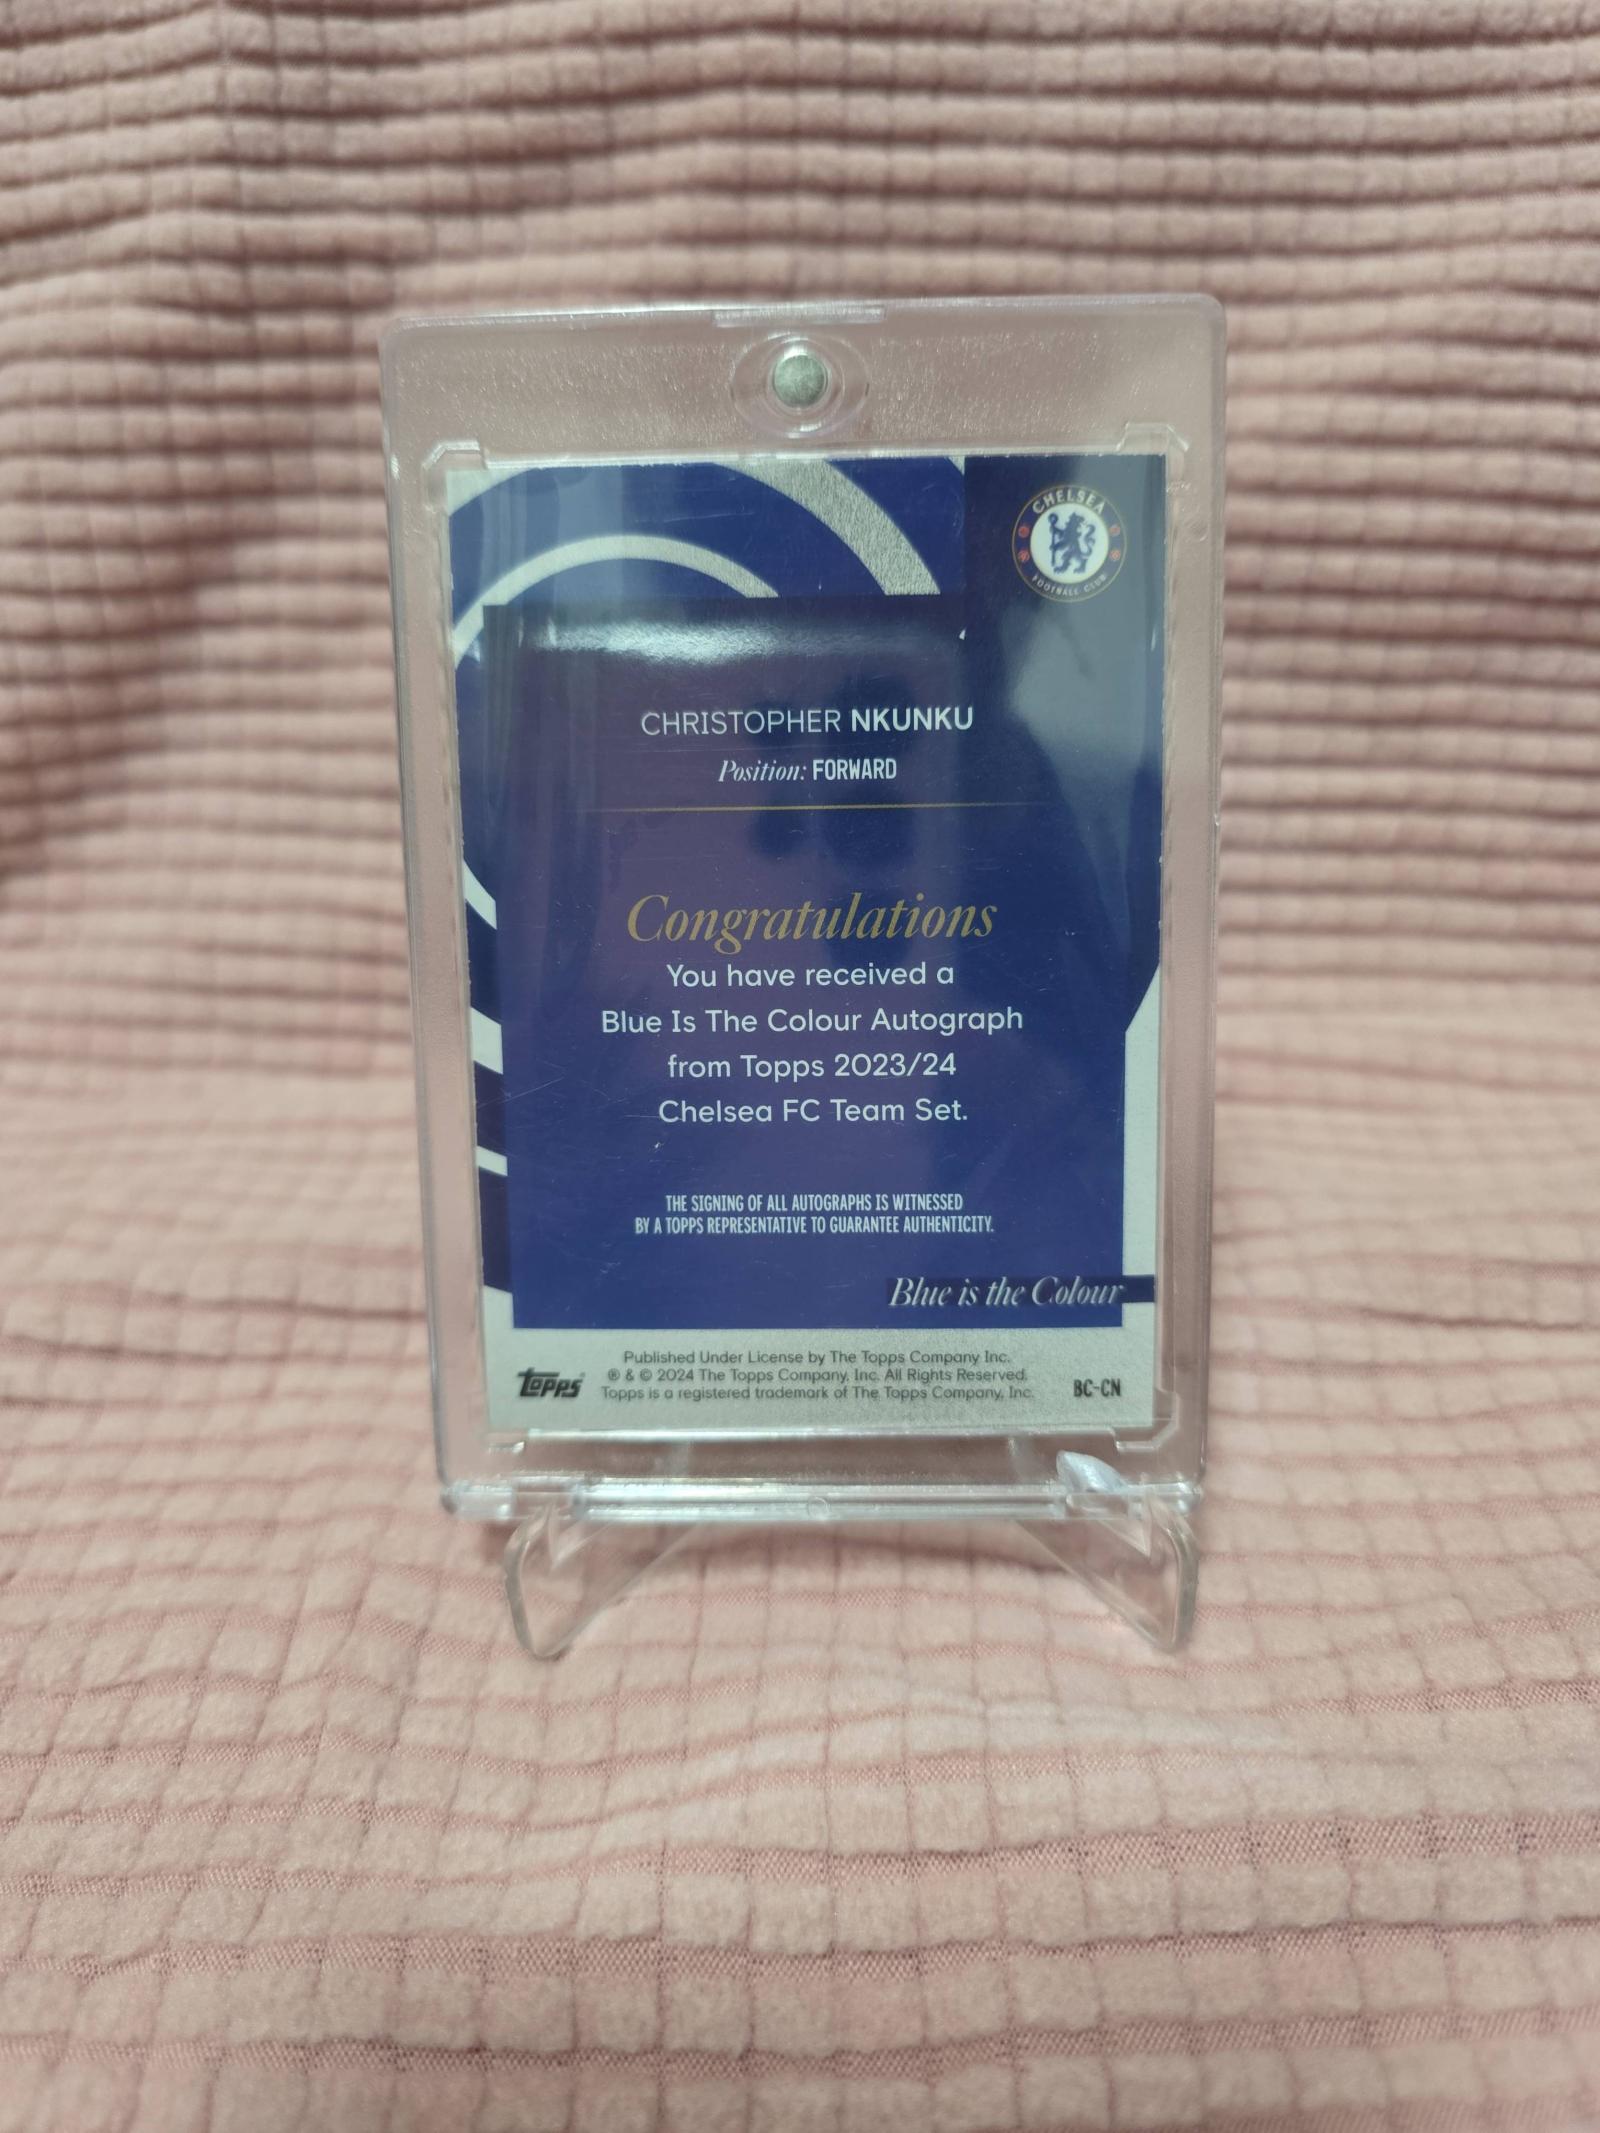 CHELSEA
FOOTBALL CLUB
CHRISTOPHER NKUNKU
Position: FORWARD
Congratulations
You have received a
Blue Is The Colour Autograph
from Topps 2023/24
Chelsea FC Team Set.
THE SIGNING OF ALL AUTOGRAPHS IS WITNESSED
BY A TOPPS REPRESENTATIVE TO GUARANTEE AUTHENTICITY.
Blue is the Colour
Published Under License by The Topps Company Inc.
® & © 2024 The Topps Company, Inc. All Rights Reserved.
Topps is a registered trademark of The Topps Company, Inc.
Topps
BC-CN